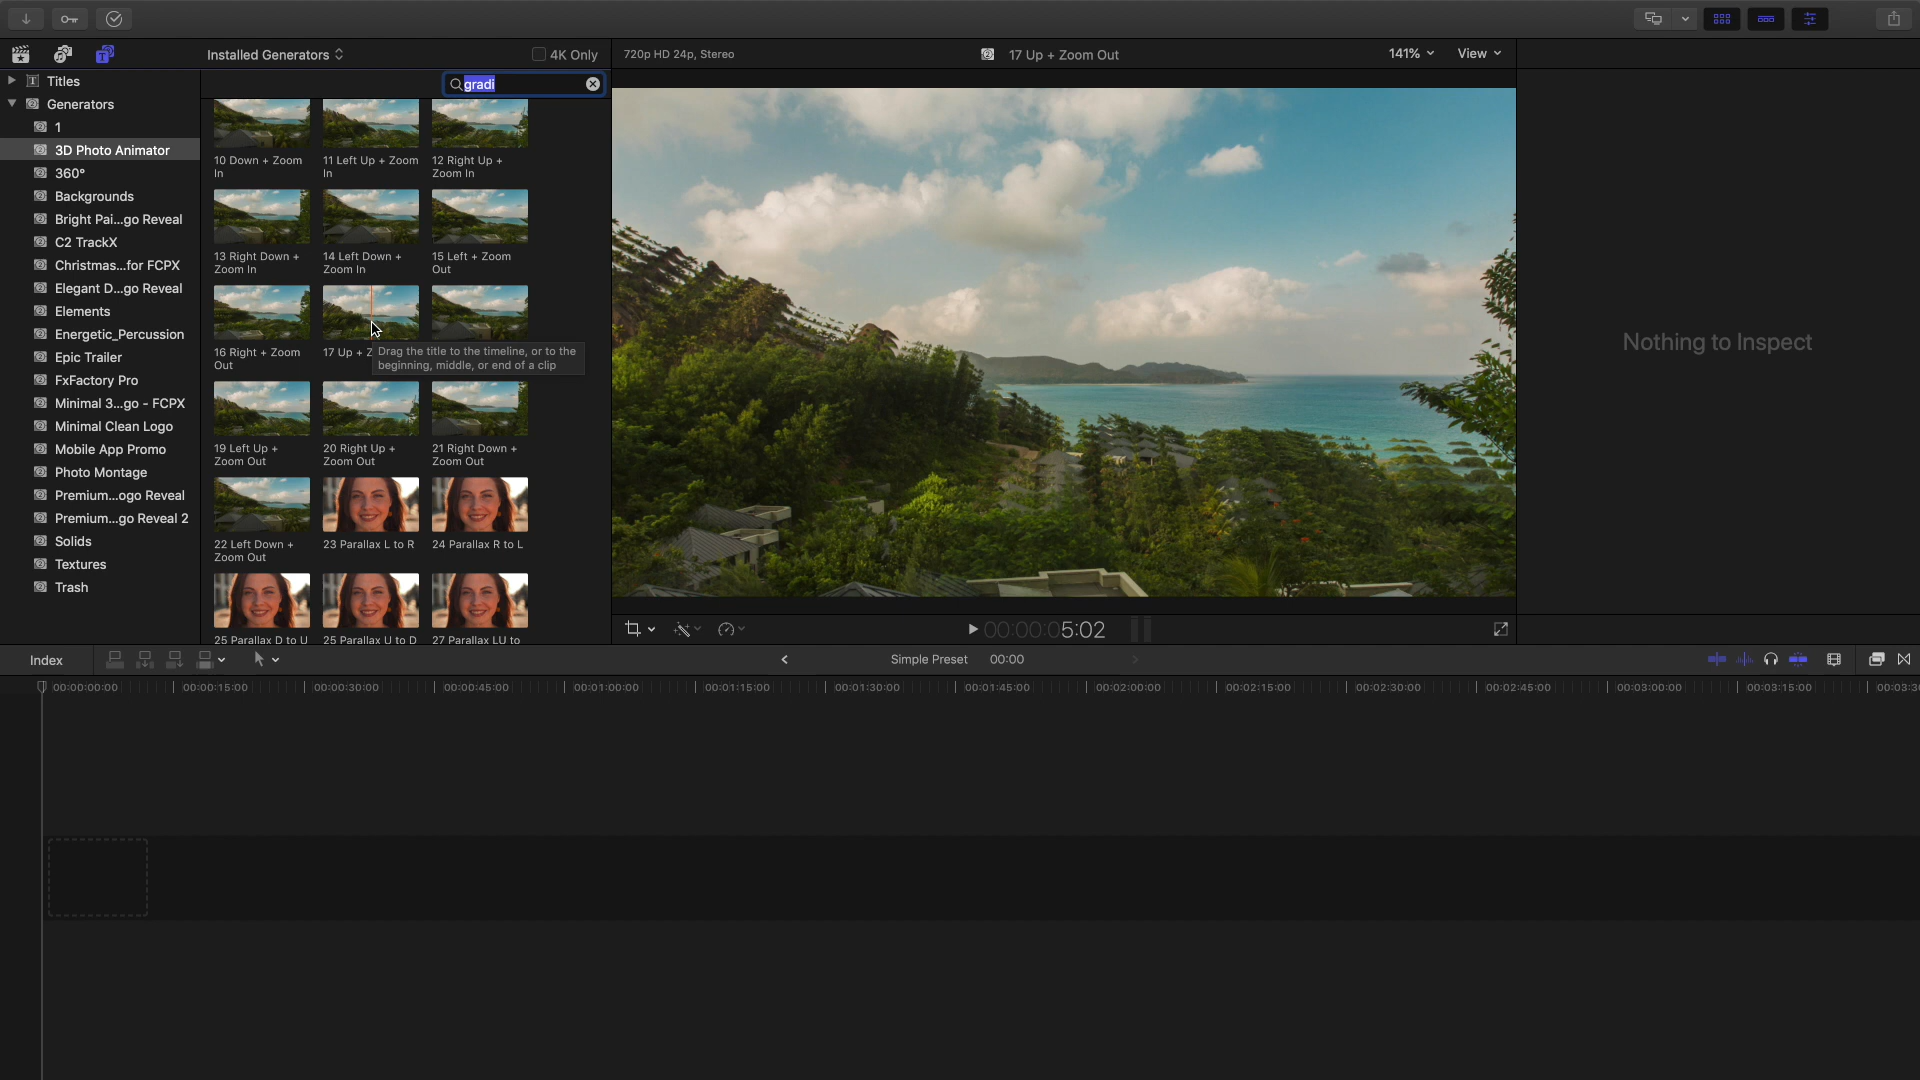 Installed Generators
4K Only
720p HD 24p, Stereo
17 Up + Zoom Out
141%
View
Titles
gradi
Generators
1
3D Photo Animator
360°
Backgrounds
Bright Pai...go Reveal
C2 TrackX
Christmas...for FCPX
Elegant D...go Reveal
Elements
Energetic_Percussion
Epic Trailer
FxFactory Pro
Minimal 3...go - FCPX
Minimal Clean Logo
Mobile App Promo
Photo Montage
Premium...ogo Reveal
Premium...go Reveal 2
Solids
Textures
Trash
10 Down + Zoom
In
11 Left Up + Zoom
In
12 Right Up +
Zoom In
13 Right Down +
Zoom In
14 Left Down +
Zoom In
15 Left + Zoom
Out
16 Right + Zoom
Out
17 Up + Z
Drag the title to the timeline, or to the
beginning, middle, or end of a clip
19 Left Up +
Zoom Out
20 Right Up +
Zoom Out
21 Right Down +
Zoom Out
22 Left Down +
Zoom Out
23 Parallax L to R
24 Parallax R to L
25 Parallax D to U
25 Parallax U to D
27 Parallax LU to
Nothing to Inspect
00:00:05:02
Index
Simple Preset
00:00
00:00:00:00
00:00:15:00
00:00:30:00
00:00:45:00
00:01:00:00
00:01:15:00
00:01:30:00
00:01:45:00
00:02:00:00
00:02:15:00
00:02:30:00
00:02:45:00
00:03:00:00
00:03:15:00
00:03:30